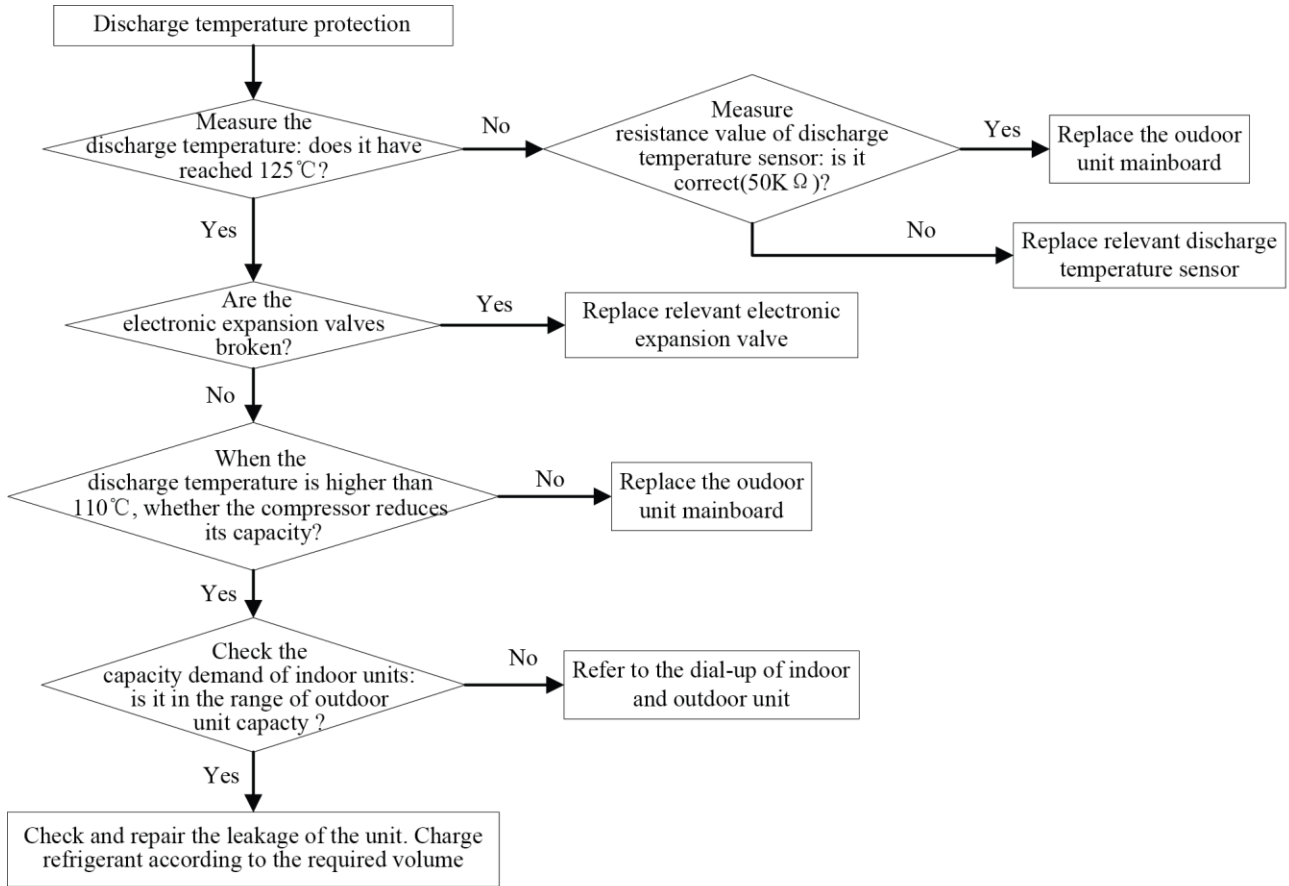 Discharge temperature protection
Measure the
discharge temperature: does it have
reached 125℃?
No
Measure
resistance value of discharge
temperature sensor: is it
correct(50K Ω)?
Yes
Replace the oudoor
unit mainboard
No
Replace relevant discharge
temperature sensor
Yes
Are the
electronic expansion valves
broken?
Yes
Replace relevant electronic
expansion valve
No
When the
discharge temperature is higher than
110℃, whether the compressor reduces
its capacity?
No
Replace the oudoor
unit mainboard
Yes
Check the
capacity demand of indoor units:
is it in the range of outdoor
unit capacty ?
No
Refer to the dial-up of indoor
and outdoor unit
Yes
Check and repair the leakage of the unit. Charge
refrigerant according to the required volume